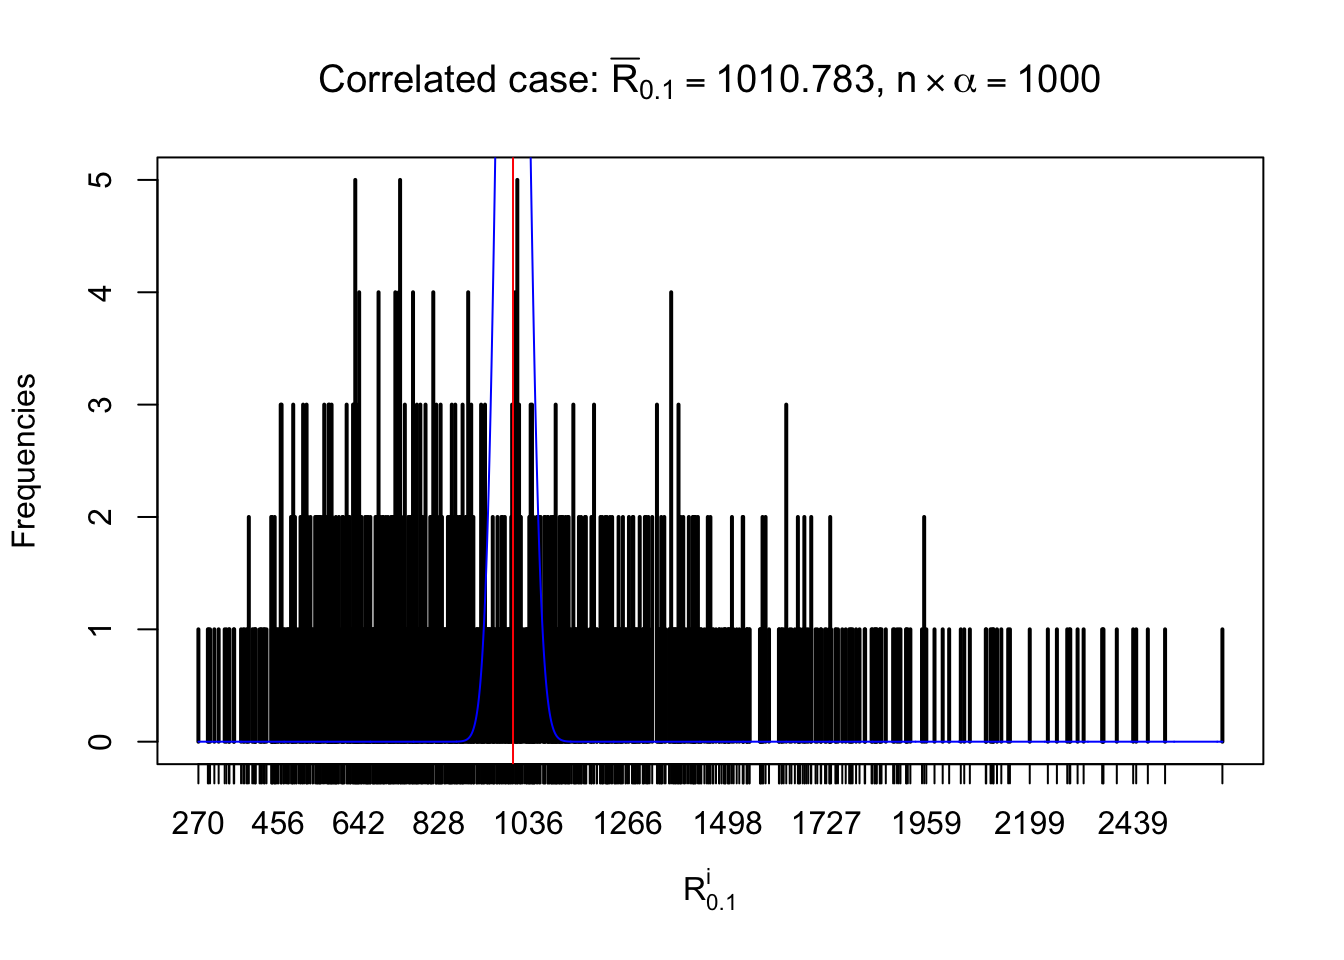 Correlated case: R̅0.1 = 1010.783, n × α = 1000
Frequencies
5
4
3
2
1
0
270 456 642 828 1036 1266 1498 1727 1959 2199 2439
R^i_0.1